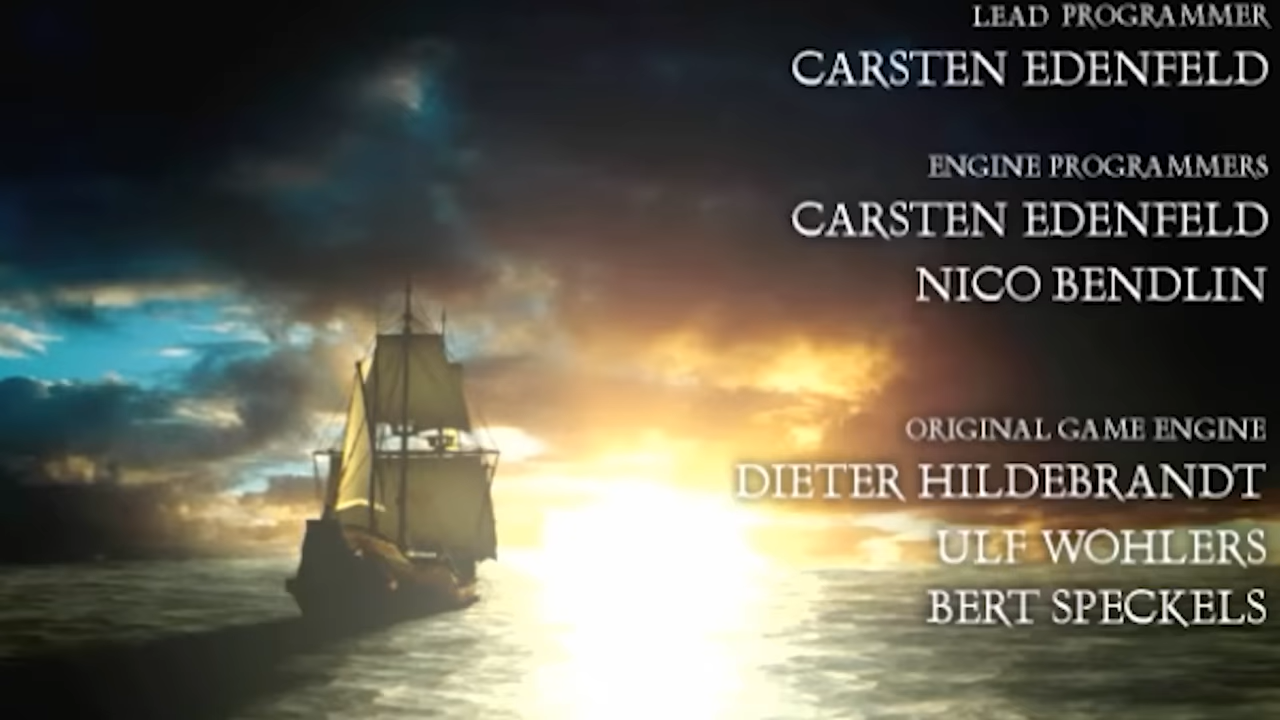 LEAD PROGRAMMER
CARSTEN EDENFELD
ENGINE PROGRAMMERS
CARSTEN EDENFELD
NICO BENDLIN
ORIGINAL GAME ENGINE
DIETER HILDEBRANDT
ULF WOHLERS
BERT SPECKELS